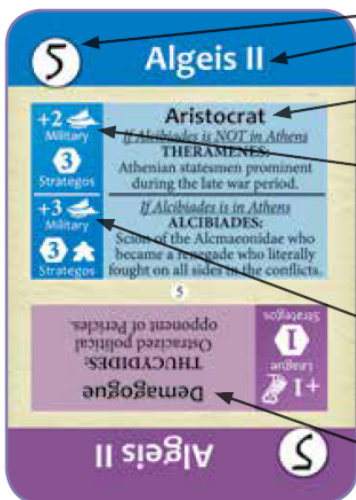 5 Algeis II
Aristocrat
+2
Military
3
Strategos
If Alcibiades is NOT in Athens
THERAMENES:
Athenian statesmen prominent
during the late war period.
+3
Military
3
Strategos
If Alcibiades is in Athens
ALCIBIADES:
Scion of the Alcmaeonidae who
became a renegade who literally
fought on all sides in the conflicts.
5
Demagogue
THUCYDIDES:
Ostracized political
opponent of Pericles.
+1
League
1
Strategos
5 Algeis II